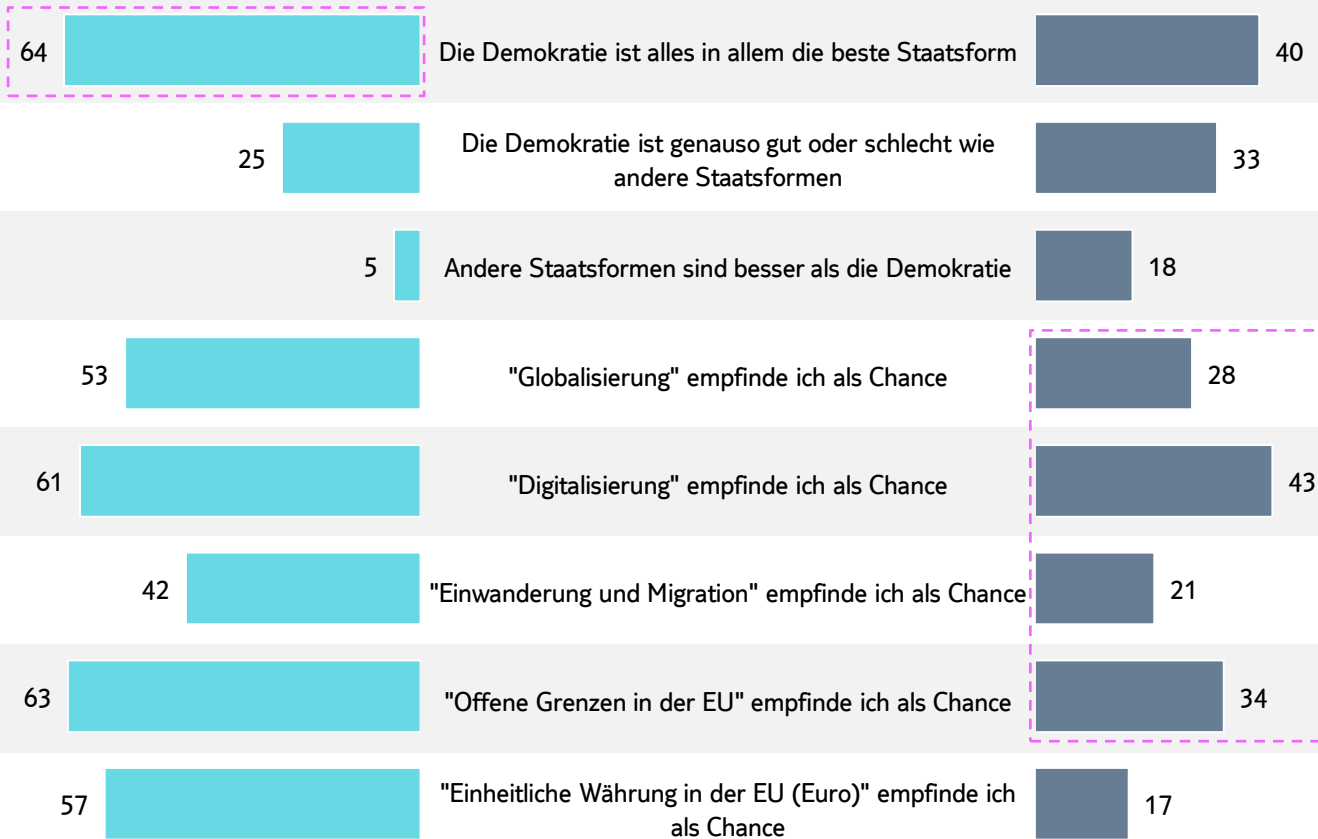 64 Die Demokratie ist alles in allem die beste Staatsform 40
25 Die Demokratie ist genauso gut oder schlecht wie
andere Staatsformen 33
5 Andere Staatsformen sind besser als die Demokratie 18
53 "Globalisierung" empfinde ich als Chance 28
61 "Digitalisierung" empfinde ich als Chance 43
42 "Einwanderung und Migration" empfinde ich als Chance 21
63 "Offene Grenzen in der EU" empfinde ich als Chance 34
57 "Einheitliche Währung in der EU (Euro)" empfinde ich
als Chance 17